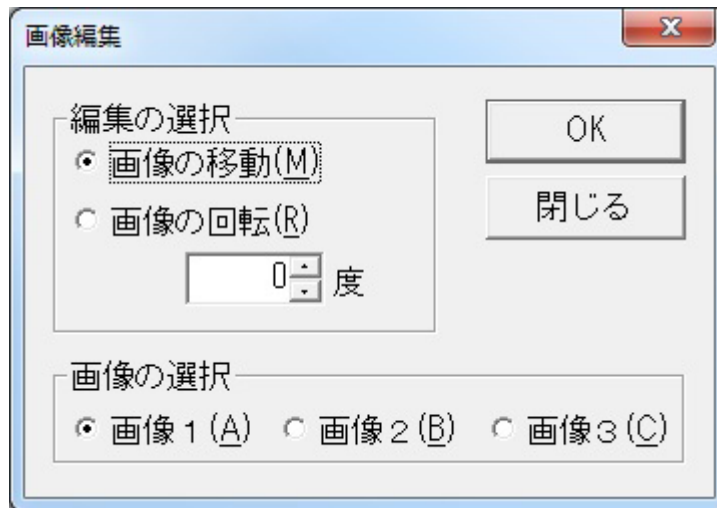 画像編集
編集の選択
画像の移動(M)
画像の回転(R)
0 度
OK
閉じる
画像の選択
画像1(A) 画像2(B) 画像3(C)